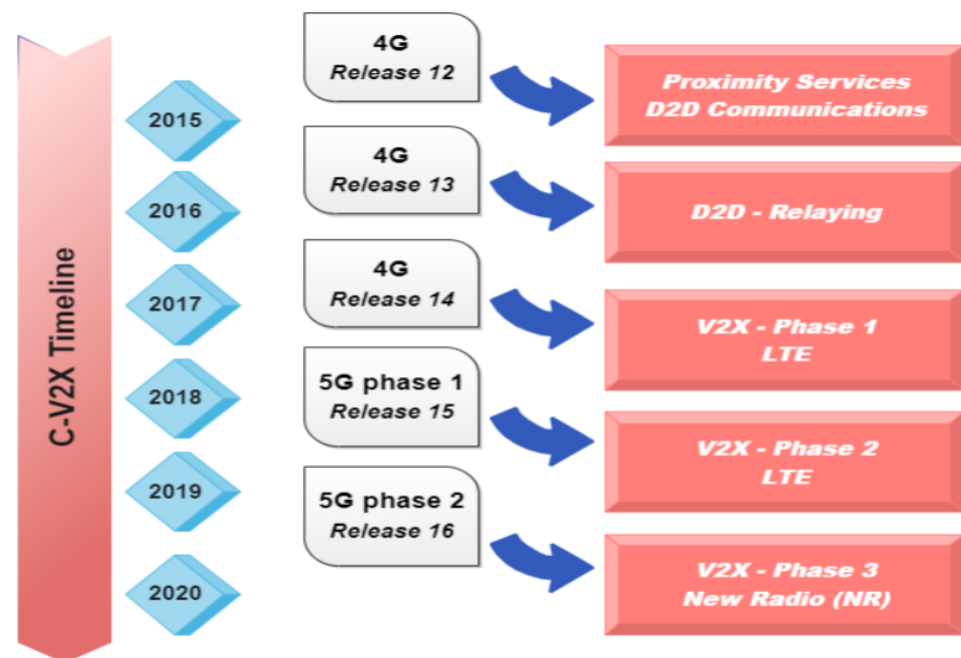 C-V2X Timeline
2015
2016
2017
2018
2019
2020
4G
Release 12
Proximity Services
D2D Communications
4G
Release 13
D2D - Relaying
4G
Release 14
V2X - Phase 1
LTE
5G phase 1
Release 15
V2X - Phase 2
LTE
5G phase 2
Release 16
V2X - Phase 3
New Radio (NR)